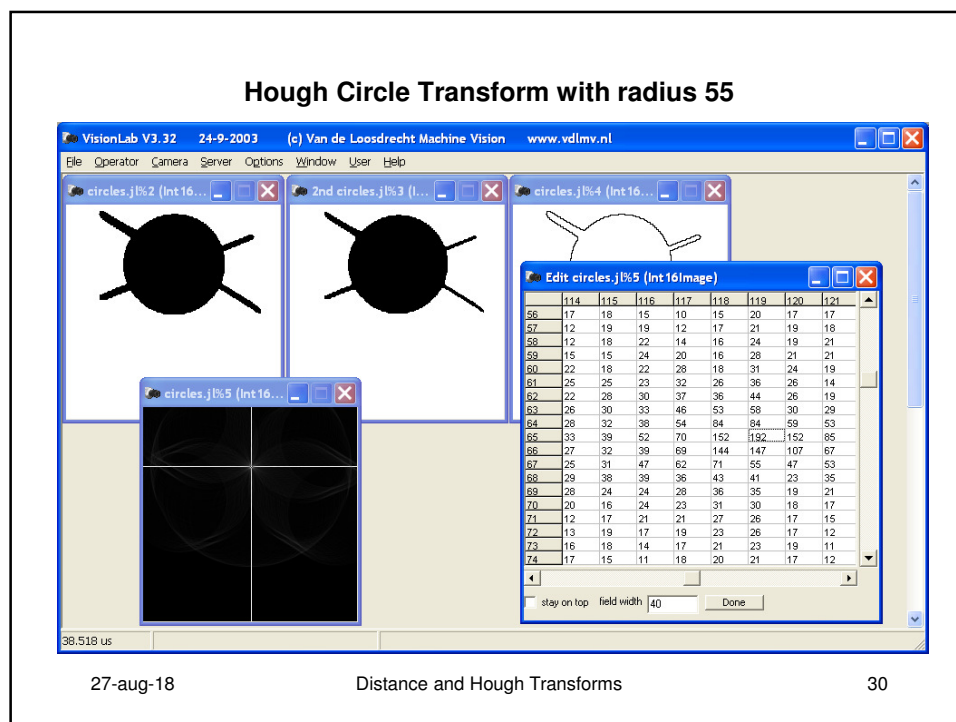 Hough Circle Transform with radius 55
VisionLab V3.32 24-9-2003 (c) Van de Loosdrecht Machine Vision www.vdlmv.nl
File Operator Camera Server Options Window User Help
circles.jl%2 (Int16... 2nd circles.jl%3 (I... circles.jl%4 (Int16...
Edit circles.jl%5 (Int16Image)
114 115 116 117 118 119 120 121
56 17 18 15 10 15 20 17 17
57 12 19 19 12 17 21 19 18
58 12 18 22 14 16 24 19 21
59 15 15 24 20 16 28 21 21
60 22 18 22 28 18 31 24 19
61 25 25 23 32 26 36 26 14
62 22 28 30 37 36 44 26 19
63 26 30 33 46 53 58 30 29
64 28 32 38 54 84 84 59 53
65 33 39 52 70 152 192 152 85
66 27 32 39 69 144 147 107 67
67 25 31 47 62 71 55 47 53
68 29 38 39 36 43 41 23 35
69 28 24 24 28 36 35 19 21
70 20 16 24 23 31 30 18 17
71 12 17 21 21 27 26 17 15
72 13 19 17 19 23 26 17 12
73 16 18 14 17 21 23 19 11
74 17 15 11 18 20 21 17 12
stay on top field width 40 Done
circles.jl%5 (Int16...
38.518 us
27-aug-18 Distance and Hough Transforms 30